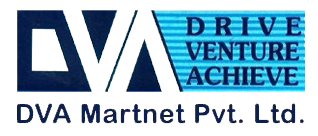 DVA
DRIVE
VENTURE
ACHIEVE
DVA Martnet Pvt. Ltd.